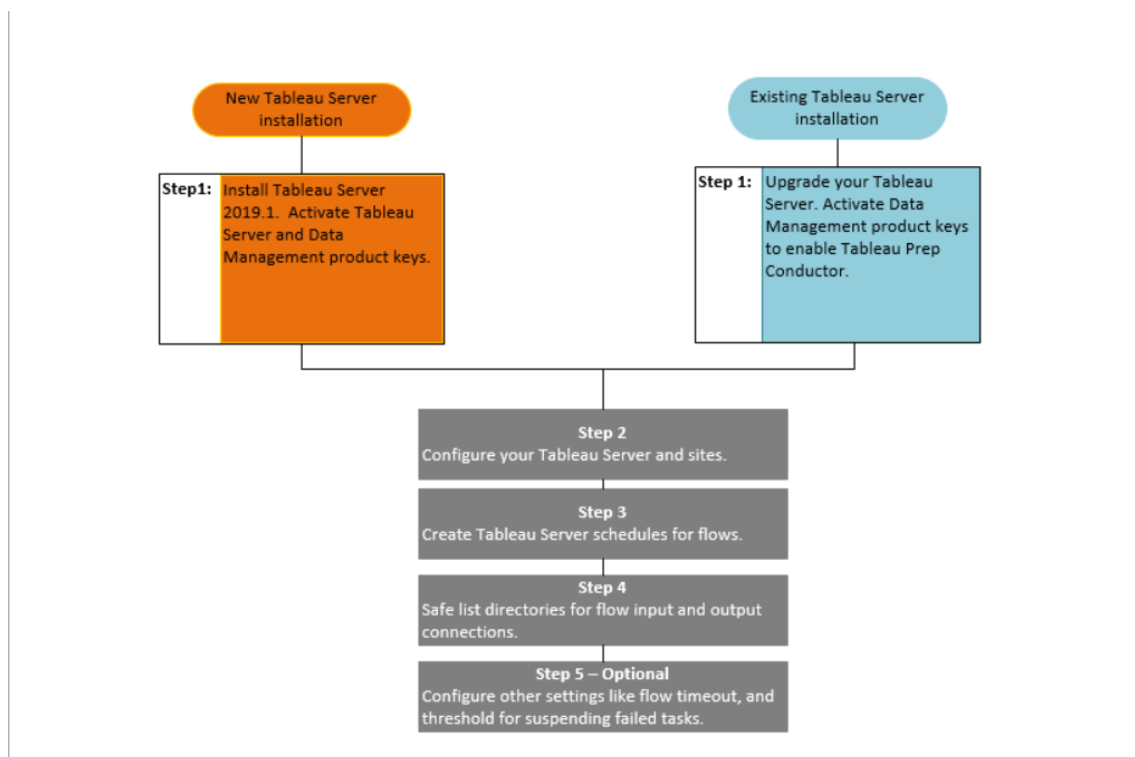 New Tableau Server
installation
Existing Tableau Server
installation
Step1:
Install Tableau Server
2019.1.  Activate Tableau
Server and Data
Management product keys.
Step 1:
Upgrade your Tableau
Server. Activate Data
Management product keys
to enable Tableau Prep
Conductor.
Step 2
Configure your Tableau Server and sites.
Step 3
Create Tableau Server schedules for flows.
Step 4
Safe list directories for flow input and output
connections.
Step 5 – Optional
Configure other settings like flow timeout, and
threshold for suspending failed tasks.